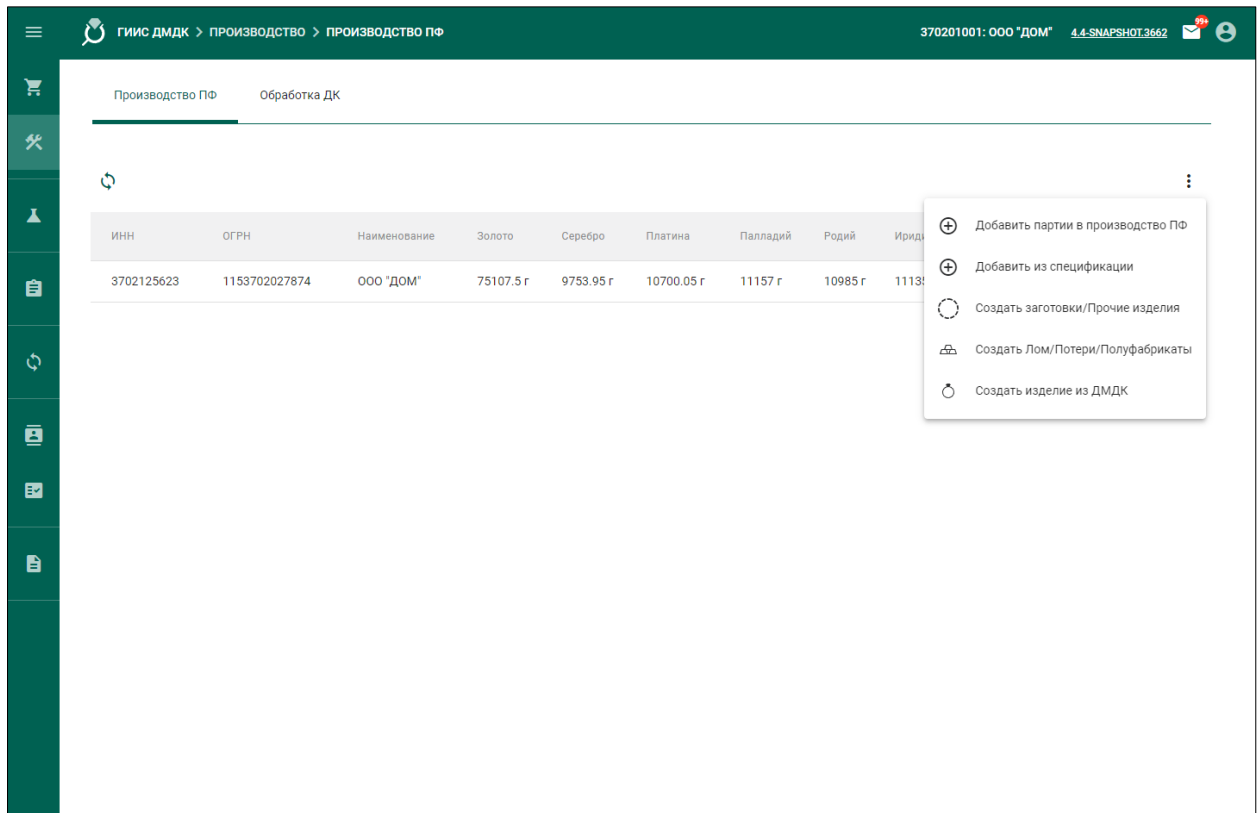 ГИИС ДМДК > ПРОИЗВОДСТВО > ПРОИЗВОДСТВО ПФ 370201001: ООО "ДОМ" 4.4-SNAPSHOT.3662 99+
Производство ПФ Обработка ДК
ИНН ОГРН Наименование Золото Серебро Платина Палладий Родий
3702125623 1153702027874 ООО "ДОМ" 75107.5 г 9753.95 г 10700.05 г 11157 г 10985 г
Добавить партии в производство ПФ
Добавить из спецификации
Создать заготовки/Прочие изделия
Создать Лом/Потери/Полуфабрикаты
Создать изделие из ДМДК